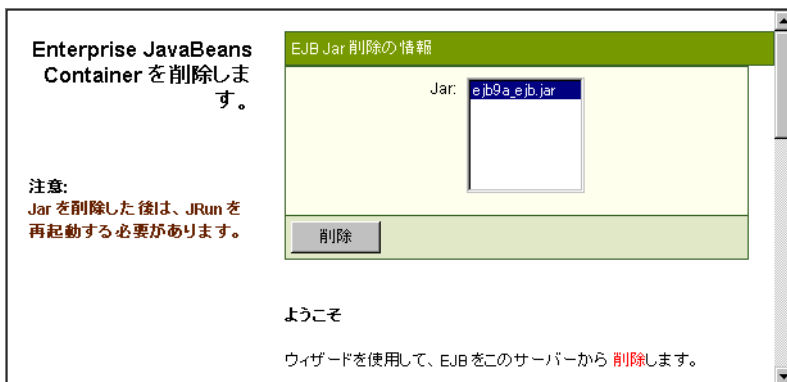 Enterprise JavaBeans
Container を削除しま
す。
注意:
Jar を削除した後は、JRun を
再起動する必要があります。
EJB Jar 削除の情報
Jar:
ejb9a_ejb.jar
削除
ようこそ
ウィザードを使用して、EJB をこのサーバーから 削除します。